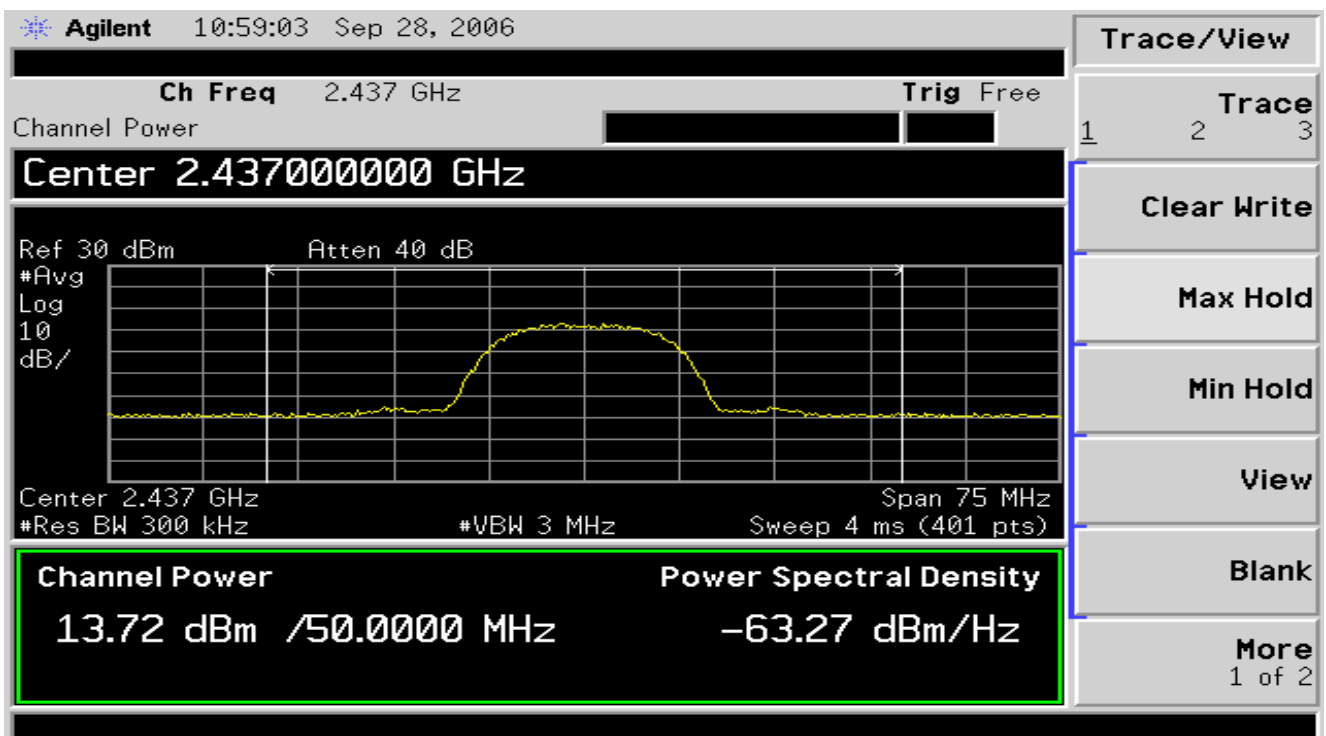 Agilent 10:59:03 Sep 28, 2006
Trace/View
Ch Freq 2.437 GHz Trig Free
Channel Power
Trace
1 2 3
Center 2.437000000 GHz
Clear Write
Ref 30 dBm Atten 40 dB
#Avg
Log
10
dB/
Max Hold
Min Hold
View
Center 2.437 GHz Span 75 MHz
#Res BW 300 kHz #VBW 3 MHz Sweep 4 ms (401 pts)
Channel Power Power Spectral Density
13.72 dBm /50.0000 MHz -63.27 dBm/Hz
Blank
More
1 of 2